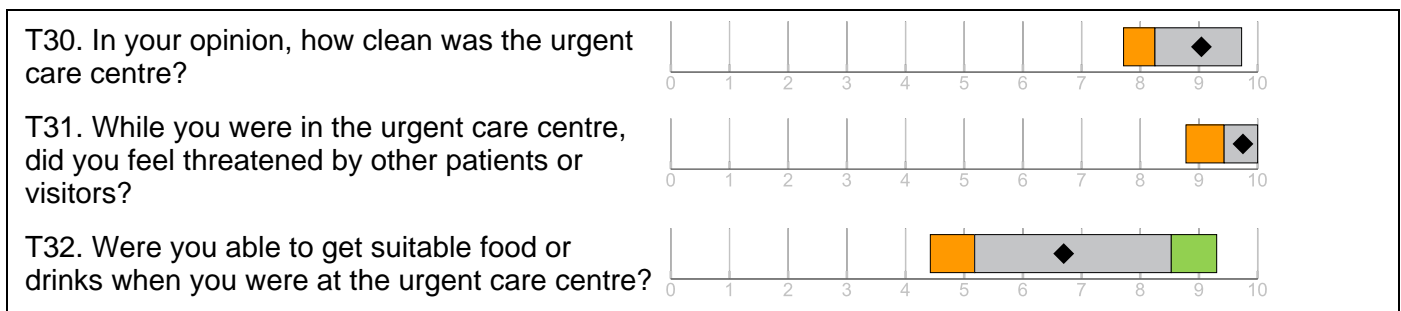 T30. In your opinion, how clean was the urgent
care centre?
0 1 2 3 4 5 6 7 8 9 10
T31. While you were in the urgent care centre,
did you feel threatened by other patients or
visitors?
0 1 2 3 4 5 6 7 8 9 10
T32. Were you able to get suitable food or
drinks when you were at the urgent care centre?
0 1 2 3 4 5 6 7 8 9 10